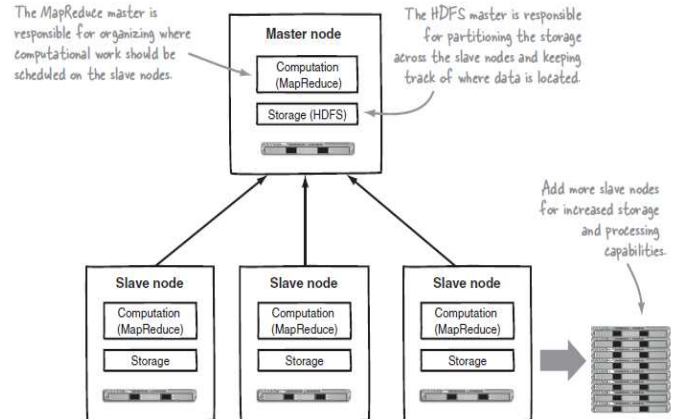 The MapReduce master is
responsible for organizing where
computational work should be
scheduled on the slave nodes.
The HDFS master is responsible
for partitioning the storage
across the slave nodes and keeping
track of where data is located.
Master node
Computation
(MapReduce)
Storage (HDFS)
Add more slave nodes
for increased storage
and processing
capabilities.
Slave node
Computation
(MapReduce)
Storage
Slave node
Computation
(MapReduce)
Storage
Slave node
Computation
(MapReduce)
Storage